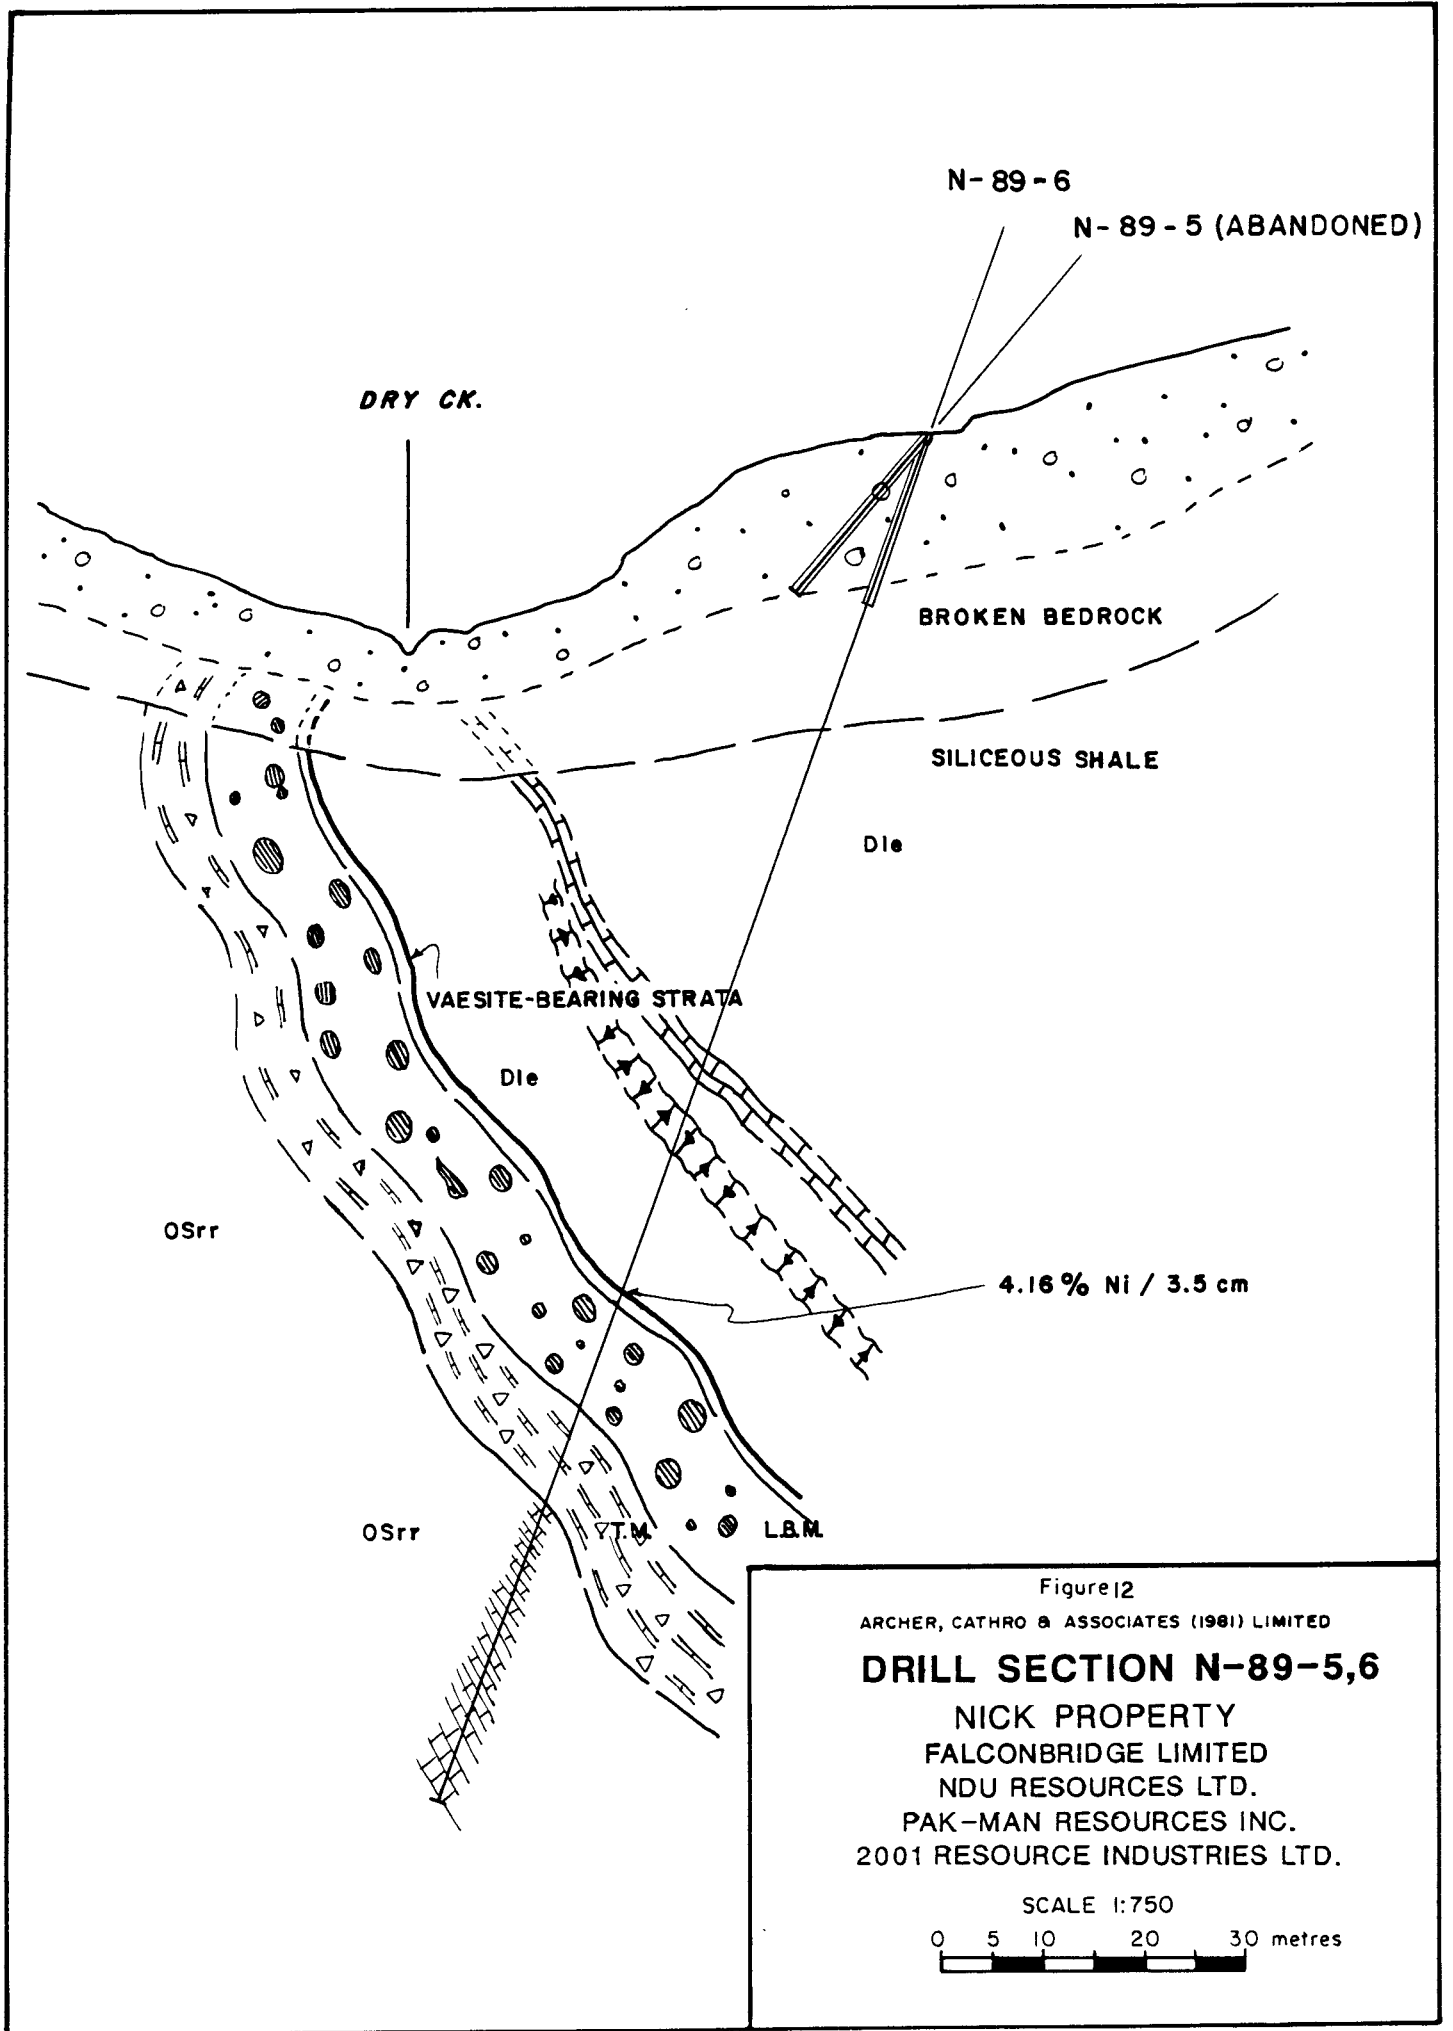 N-89-6
N-89-5 (ABANDONED)
DRY CK.
BROKEN BEDROCK
SILICEOUS SHALE
Dle
VAESITE-BEARING STRATA
Dle
OSrr
4.16% Ni / 3.5 cm
OSrr
T.M.
L.B.M.
Figure 12
ARCHER, CATHRO & ASSOCIATES (1981) LIMITED
DRILL SECTION N-89-5,6
NICK PROPERTY
FALCONBRIDGE LIMITED
NDU RESOURCES LTD.
PAK-MAN RESOURCES INC.
2001 RESOURCE INDUSTRIES LTD.
SCALE 1:750
0 5 10 20 30 metres